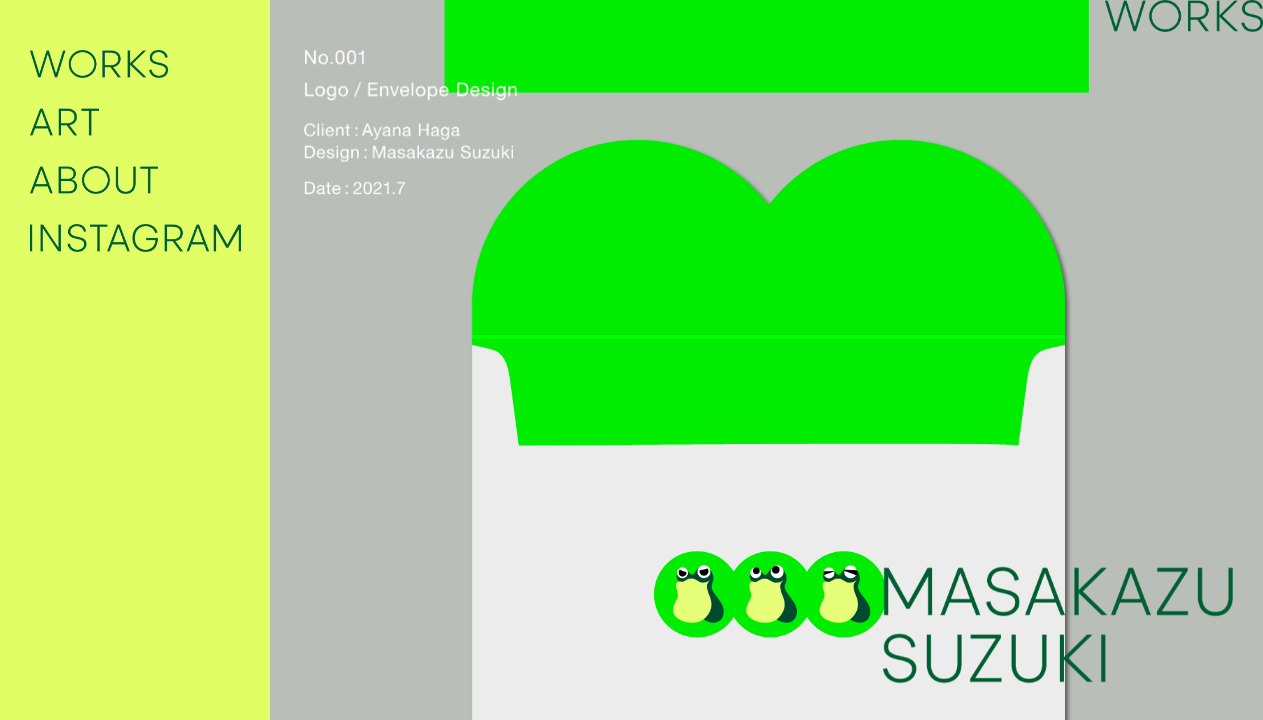 WORKS
ART
ABOUT
INSTAGRAM
No.001
Logo / Envelope Design
Client : Ayana Haga
Design : Masakazu Suzuki
Date : 2021.7
WORKS
MASAKAZU
SUZUKI